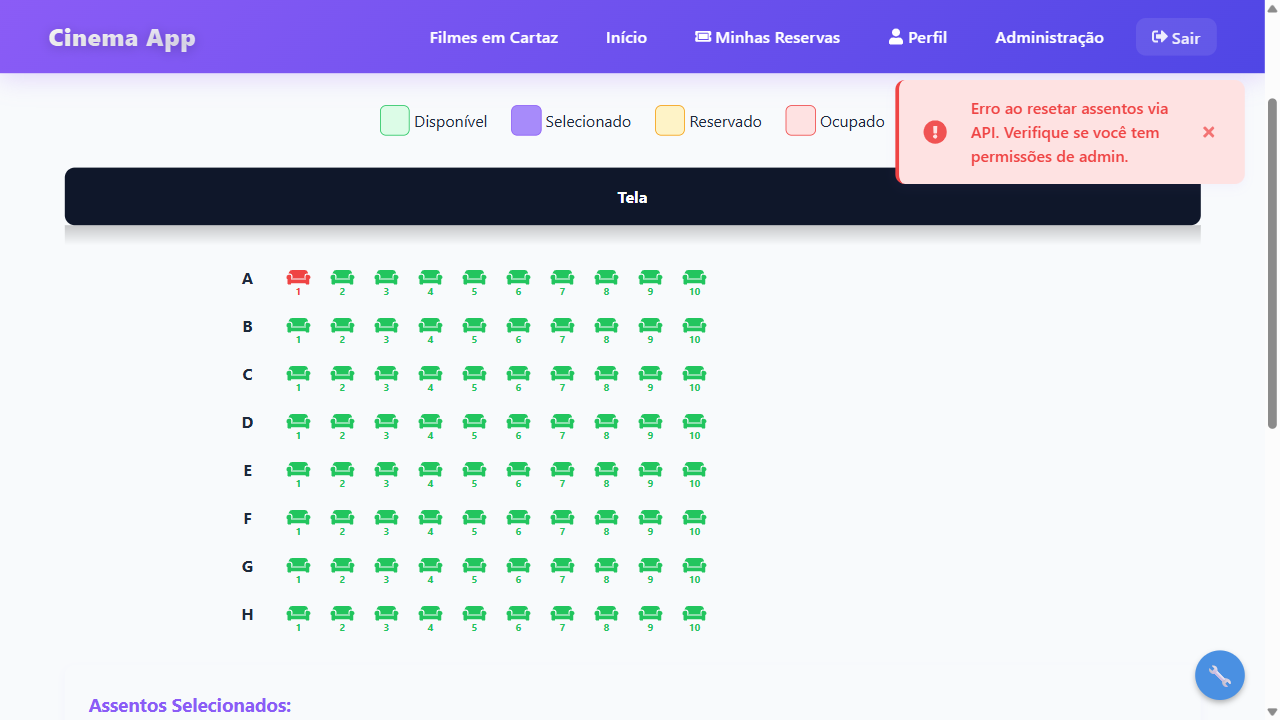 Cinema App
Filmes em Cartaz
Início
Minhas Reservas
Perfil
Administração
Sair
Disponível
Selecionado
Reservado
Ocupado
Erro ao resetar assentos via
API. Verifique se você tem
permissões de admin.
Tela
A
1 2 3 4 5 6 7 8 9 10
B
1 2 3 4 5 6 7 8 9 10
C
1 2 3 4 5 6 7 8 9 10
D
1 2 3 4 5 6 7 8 9 10
E
1 2 3 4 5 6 7 8 9 10
F
1 2 3 4 5 6 7 8 9 10
G
1 2 3 4 5 6 7 8 9 10
H
1 2 3 4 5 6 7 8 9 10
Assentos Selecionados: